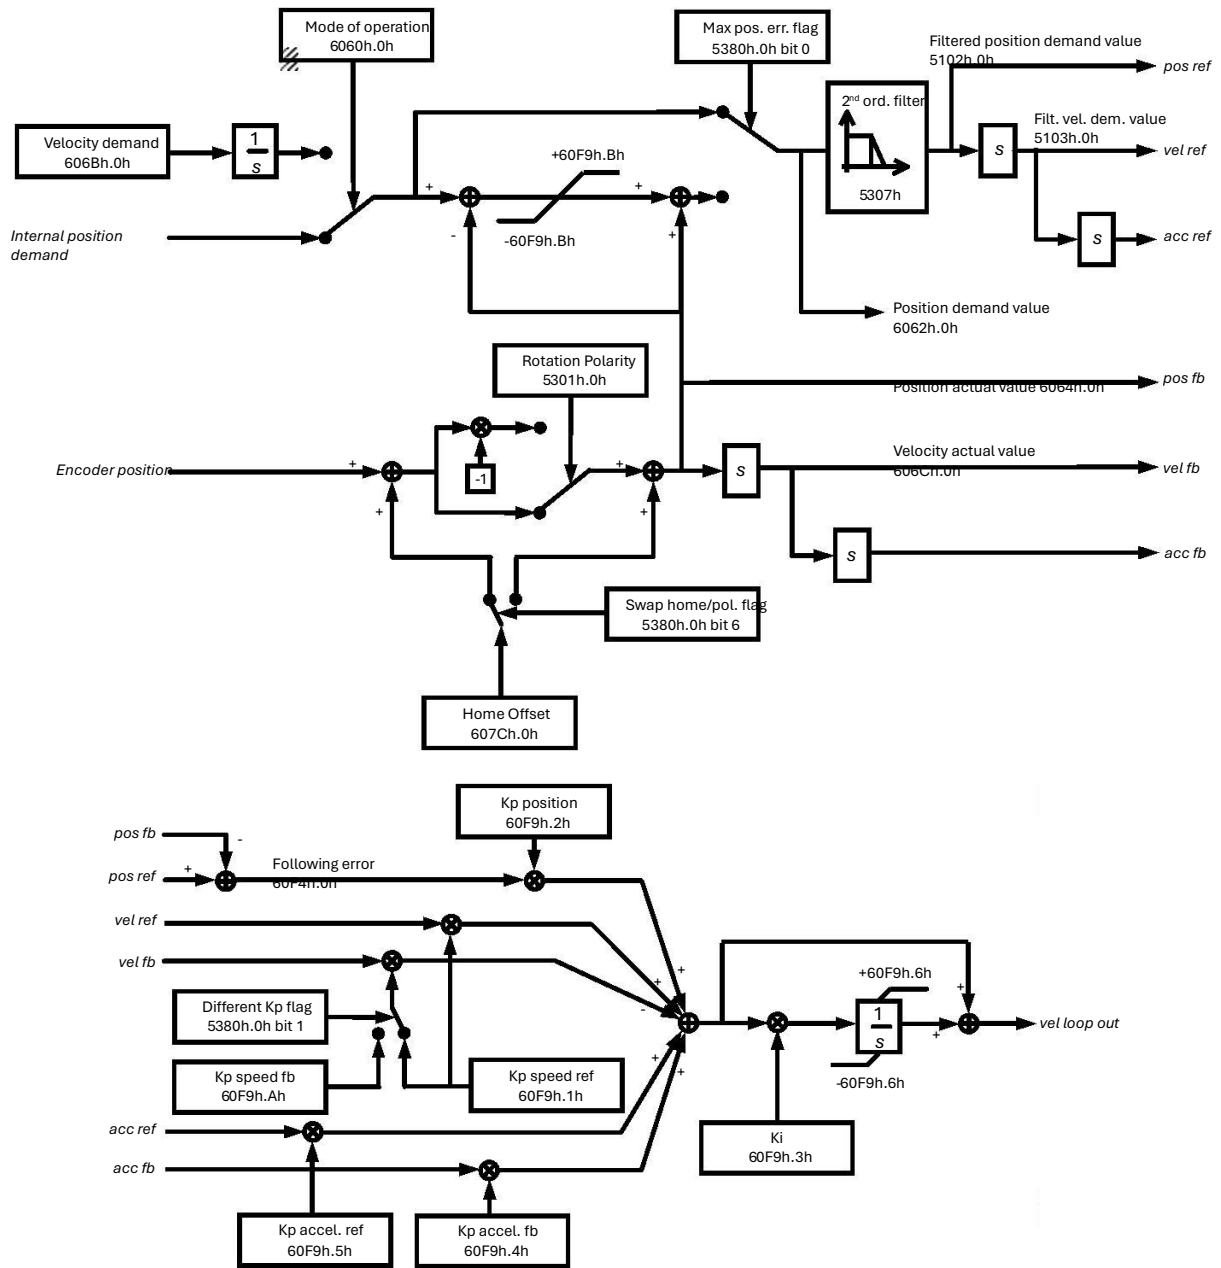 Mode of operation
6060h.0h
Max pos. err. flag
5380h.0h bit 0
Filtered position demand value
5102h.0h
pos ref
2nd ord. filter
5307h
Filt. vel. dem. value
5103h.0h
s
vel ref
Velocity demand
606Bh.0h
1
s
+60F9h.Bh
+
+
-60F9h.Bh
-
+
Internal position
demand
s
acc ref
Position demand value
6062h.0h
Rotation Polarity
5301h.0h
pos fb
Position actual value 6064h.0h
Encoder position
+
-1
+
s
Velocity actual value
606Ch.0h
vel fb
+
+
s
acc fb
Swap home/pol. flag
5380h.0h bit 6
Home Offset
607Ch.0h
Kp position
60F9h.2h
pos fb
-
pos ref
+
Following error
60F4h.0h
vel ref
vel fb
+
+
-
+
+
Different Kp flag
5380h.0h bit 1
Kp speed fb
60F9h.Ah
Kp speed ref
60F9h.1h
+60F9h.6h
1
s
-60F9h.6h
+
+
vel loop out
Ki
60F9h.3h
acc ref
acc fb
Kp accel. ref
60F9h.5h
Kp accel. fb
60F9h.4h